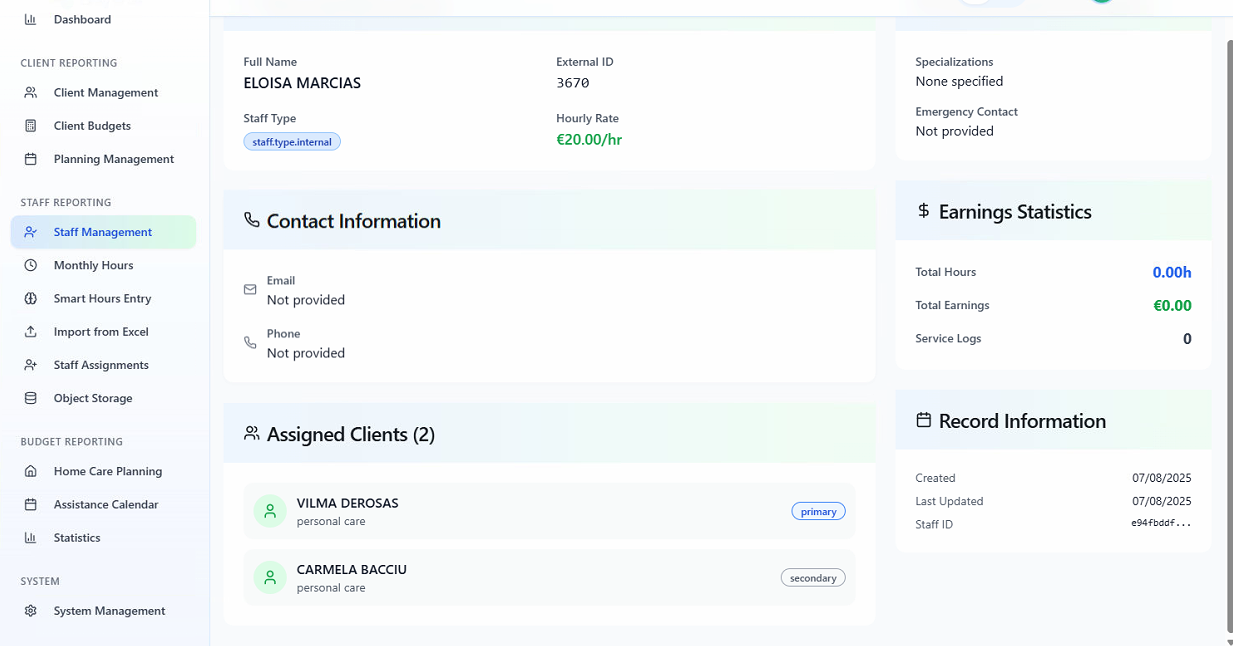 Dashboard
CLIENT REPORTING
Client Management
Client Budgets
Planning Management
STAFF REPORTING
Staff Management
Monthly Hours
Smart Hours Entry
Import from Excel
Staff Assignments
Object Storage
BUDGET REPORTING
Home Care Planning
Assistance Calendar
Statistics
SYSTEM
System Management
Full Name
ELOISA MARCIAS
External ID
3670
Staff Type
staff.type.internal
Hourly Rate
€20.00/hr
Contact Information
Email
Not provided
Phone
Not provided
Assigned Clients (2)
VILMA DEROSAS
personal care
primary
CARMELA BACCIU
personal care
secondary
Specializations
None specified
Emergency Contact
Not provided
Earnings Statistics
Total Hours 0.00h
Total Earnings €0.00
Service Logs 0
Record Information
Created 07/08/2025
Last Updated 07/08/2025
Staff ID e94fbddf...